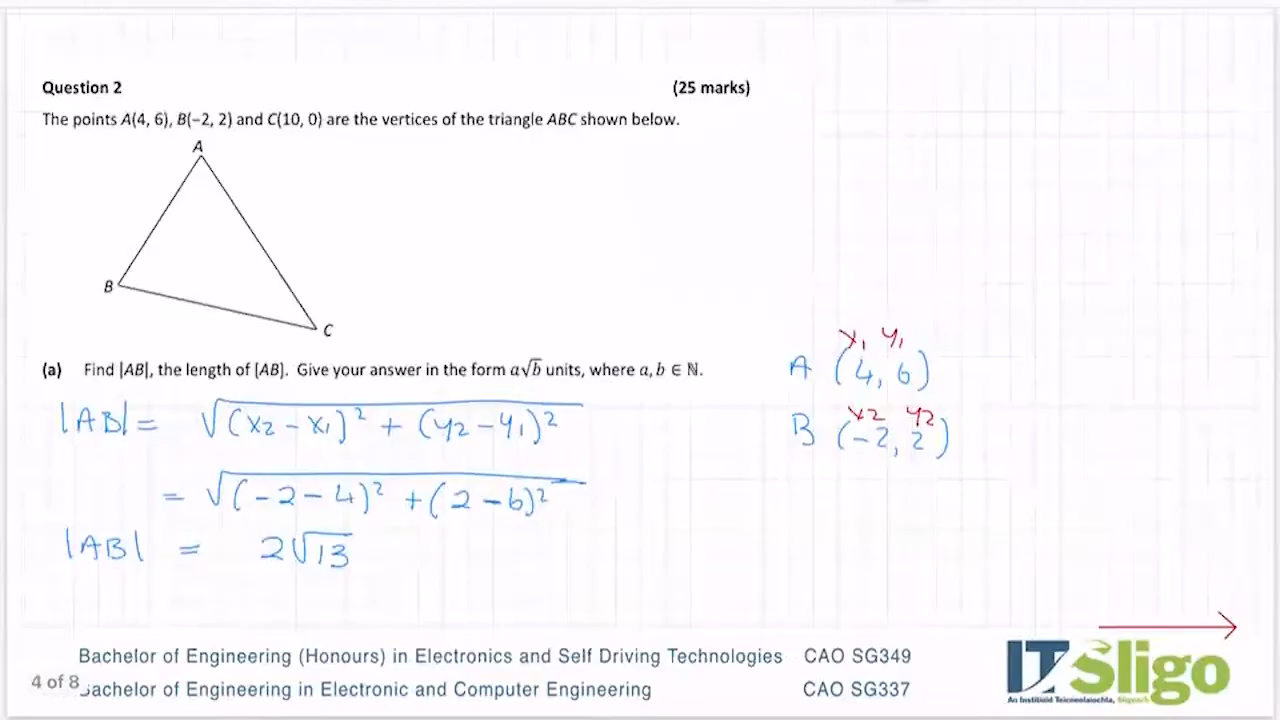 Question 2 (25 marks)
The points A(4, 6), B(−2, 2) and C(10, 0) are the vertices of the triangle ABC shown below.
A
B
C
(a) Find |AB|, the length of [AB]. Give your answer in the form a√b units, where a, b ∈ ℕ.
|AB| = √(x2 − x1)² + (y2 − y1)²
= √(−2 − 4)² + (2 − 6)²
|AB| = 2√13
x1 y1
A (4, 6)
x2 y2
B (−2, 2)
Bachelor of Engineering (Honours) in Electronics and Self Driving Technologies CAO SG349
4 of 8
Bachelor of Engineering in Electronic and Computer Engineering CAO SG337
IT Sligo
An Institiúid Teicneolaíochta, Sligeach